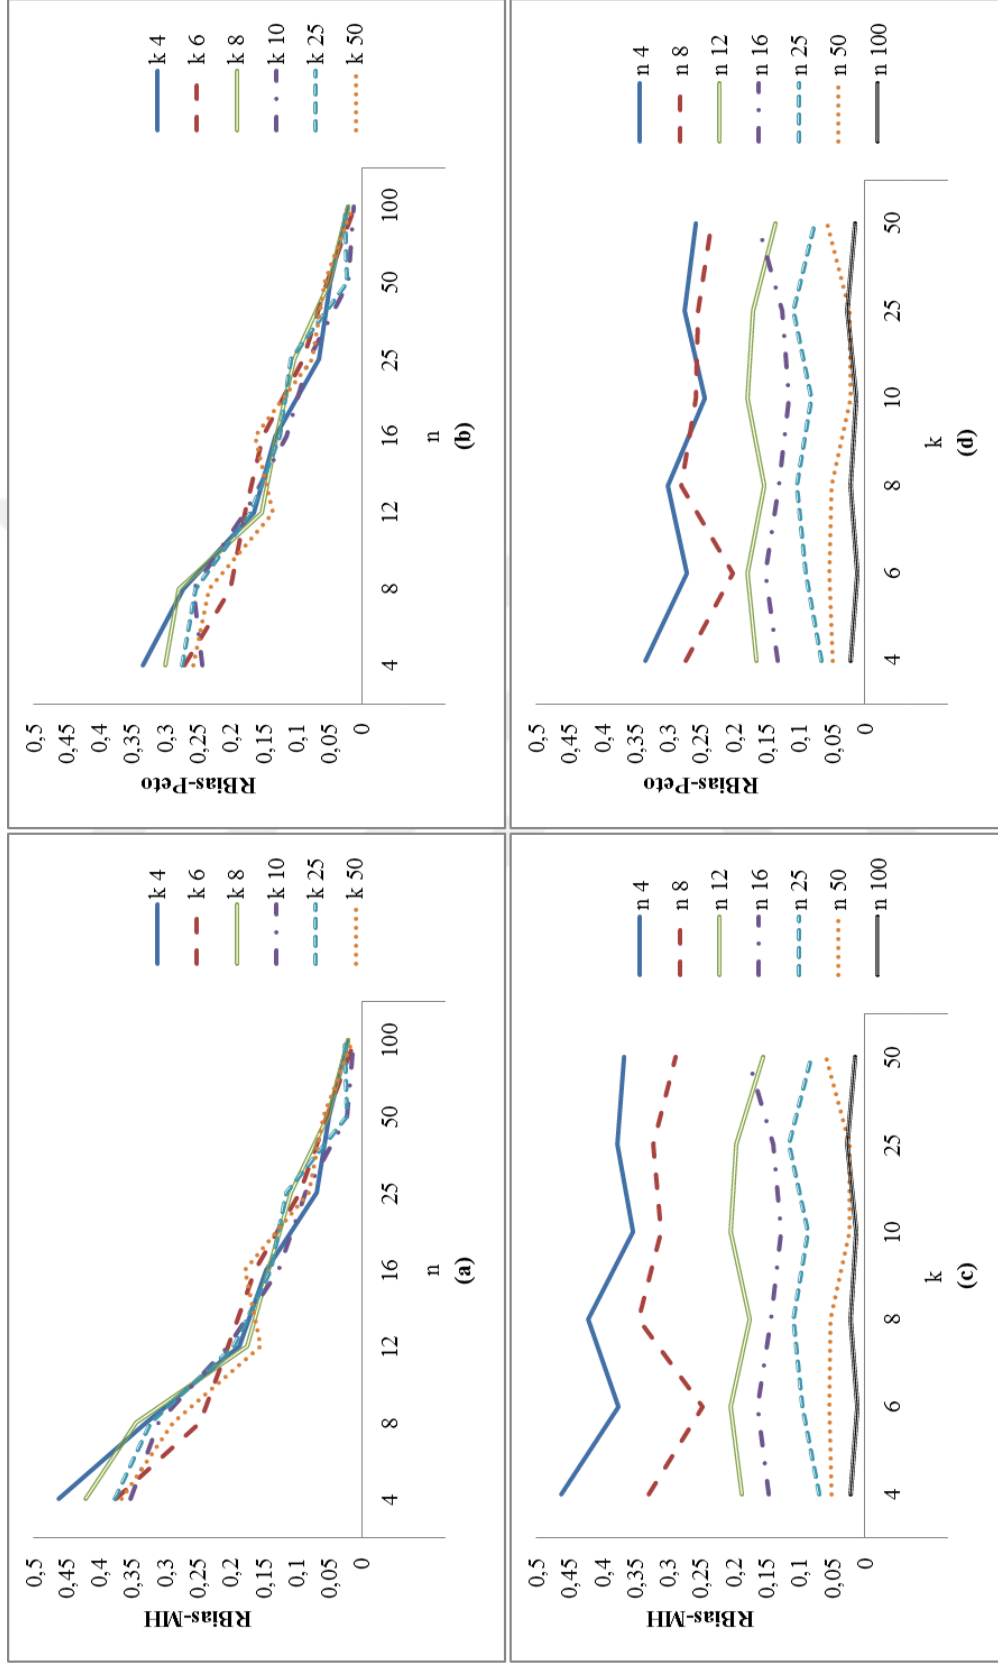 RBias-MH
0,5
0,45
0,4
0,35
0,3
0,25
0,2
0,15
0,1
0,05
0
4
8
12
16
25
50
100
n
(a)
k 4
k 6
k 8
k 10
k 25
k 50
RBias-Peto
0,5
0,45
0,4
0,35
0,3
0,25
0,2
0,15
0,1
0,05
0
4
8
12
16
25
50
100
n
(b)
k 4
k 6
k 8
k 10
k 25
k 50
RBias-MH
0,5
0,45
0,4
0,35
0,3
0,25
0,2
0,15
0,1
0,05
0
4
6
8
10
25
50
k
(c)
n 4
n 8
n 12
n 16
n 25
n 50
n 100
RBias-Peto
0,5
0,45
0,4
0,35
0,3
0,25
0,2
0,15
0,1
0,05
0
4
6
8
10
25
50
k
(d)
n 4
n 8
n 12
n 16
n 25
n 50
n 100